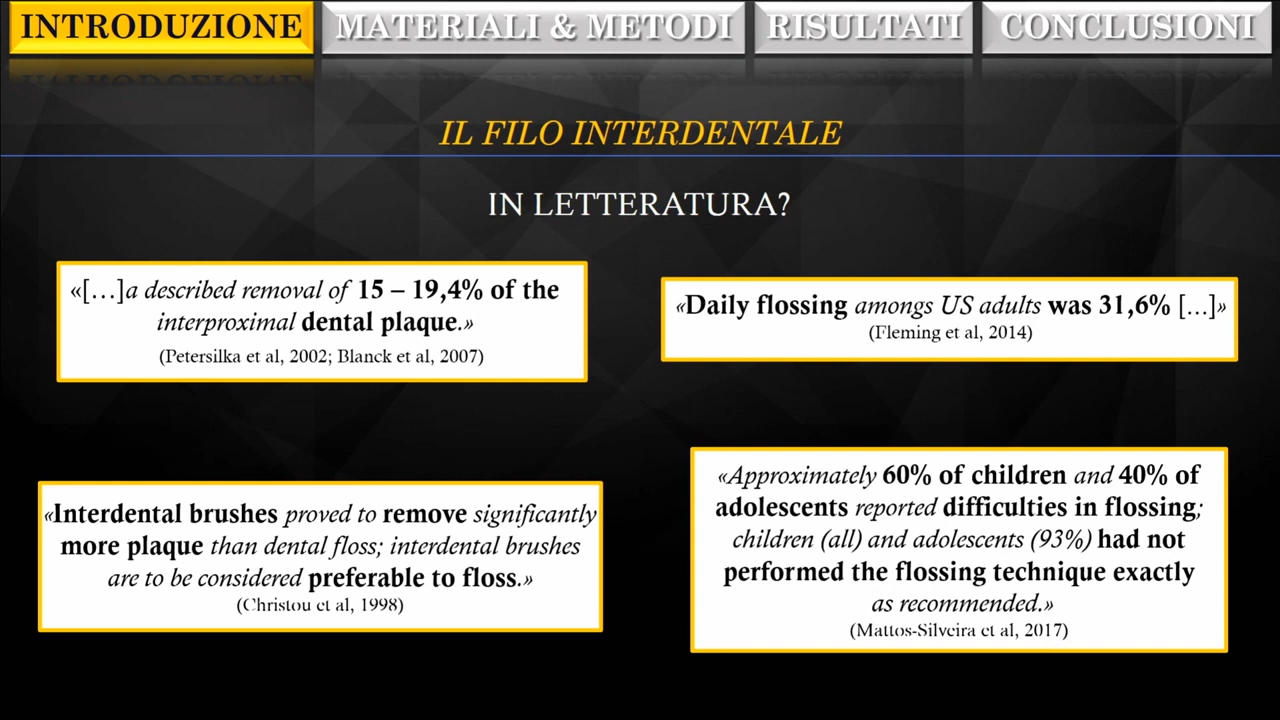 INTRODUZIONE MATERIALI & METODI RISULTATI CONCLUSIONI
IL FILO INTERDENTALE
IN LETTERATURA?
«[…]a described removal of 15 – 19,4% of the
interproximal dental plaque.»
(Petersilka et al, 2002; Blanck et al, 2007)
«Daily flossing amongs US adults was 31,6% […]»
(Fleming et al, 2014)
«Interdental brushes proved to remove significantly
more plaque than dental floss; interdental brushes
are to be considered preferable to floss.»
(Christou et al, 1998)
«Approximately 60% of children and 40% of
adolescents reported difficulties in flossing;
children (all) and adolescents (93%) had not
performed the flossing technique exactly
as recommended.»
(Mattos-Silveira et al, 2017)